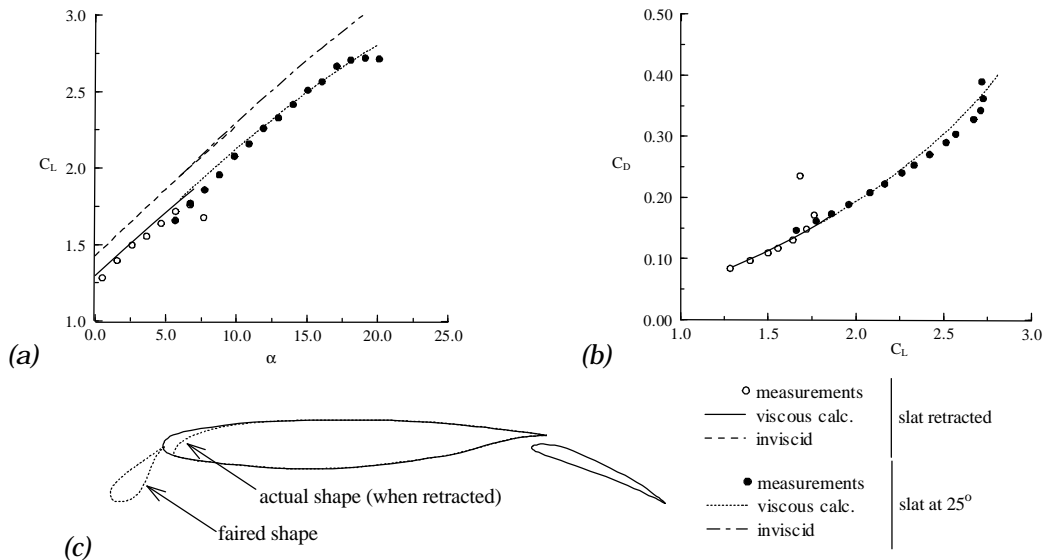 3.0
2.5
C_L
2.0
1.5
1.0
0.0 5.0 10.0 15.0 20.0 25.0
α
(a)
0.50
0.40
0.30
C_D
0.20
0.10
0.00
1.0 1.5 2.0 2.5 3.0
C_L
(b)
measurements
viscous calc.
inviscid
slat retracted
measurements
viscous calc.
inviscid
slat at 25°
actual shape (when retracted)
faired shape
(c)